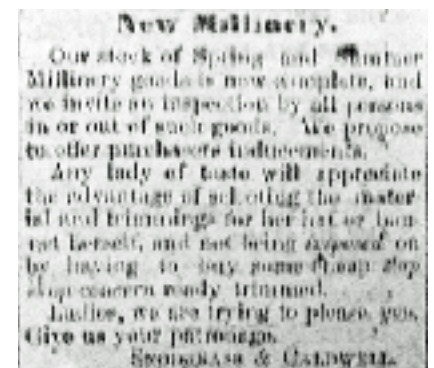 New Millinery.
Our stock of Spring and Summer
Millinery goods is now complete, and
we invite an inspection by all persons
in or out of such goods. We propose
to offer purchasers inducements.
Any lady of taste will appreciate
the advantage of selecting the mater-
ial and trimmings for her hat or bon-
net herself, and not being imposed on
by having to buy some cheap slop
shop concern ready trimmed.
Ladies, we are trying to please you.
Give us your patronage.
& CALDWELL.